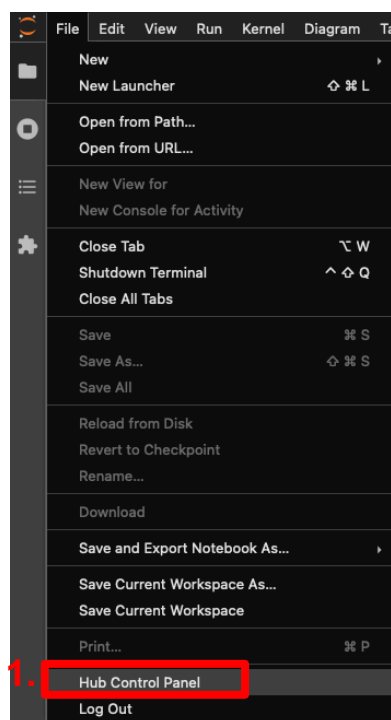 File Edit View Run Kernel Diagram
New
New Launcher ⇧ ⌘ L
Open from Path...
Open from URL...
New View for
New Console for Activity
Close Tab ⌥ W
Shutdown Terminal ^ ⇧ Q
Close All Tabs
Save ⌘ S
Save As... ⇧ ⌘ S
Save All
Reload from Disk
Revert to Checkpoint
Rename...
Download
Save and Export Notebook As...
Save Current Workspace As...
Save Current Workspace
Print... ⌘ P
1. Hub Control Panel
Log Out